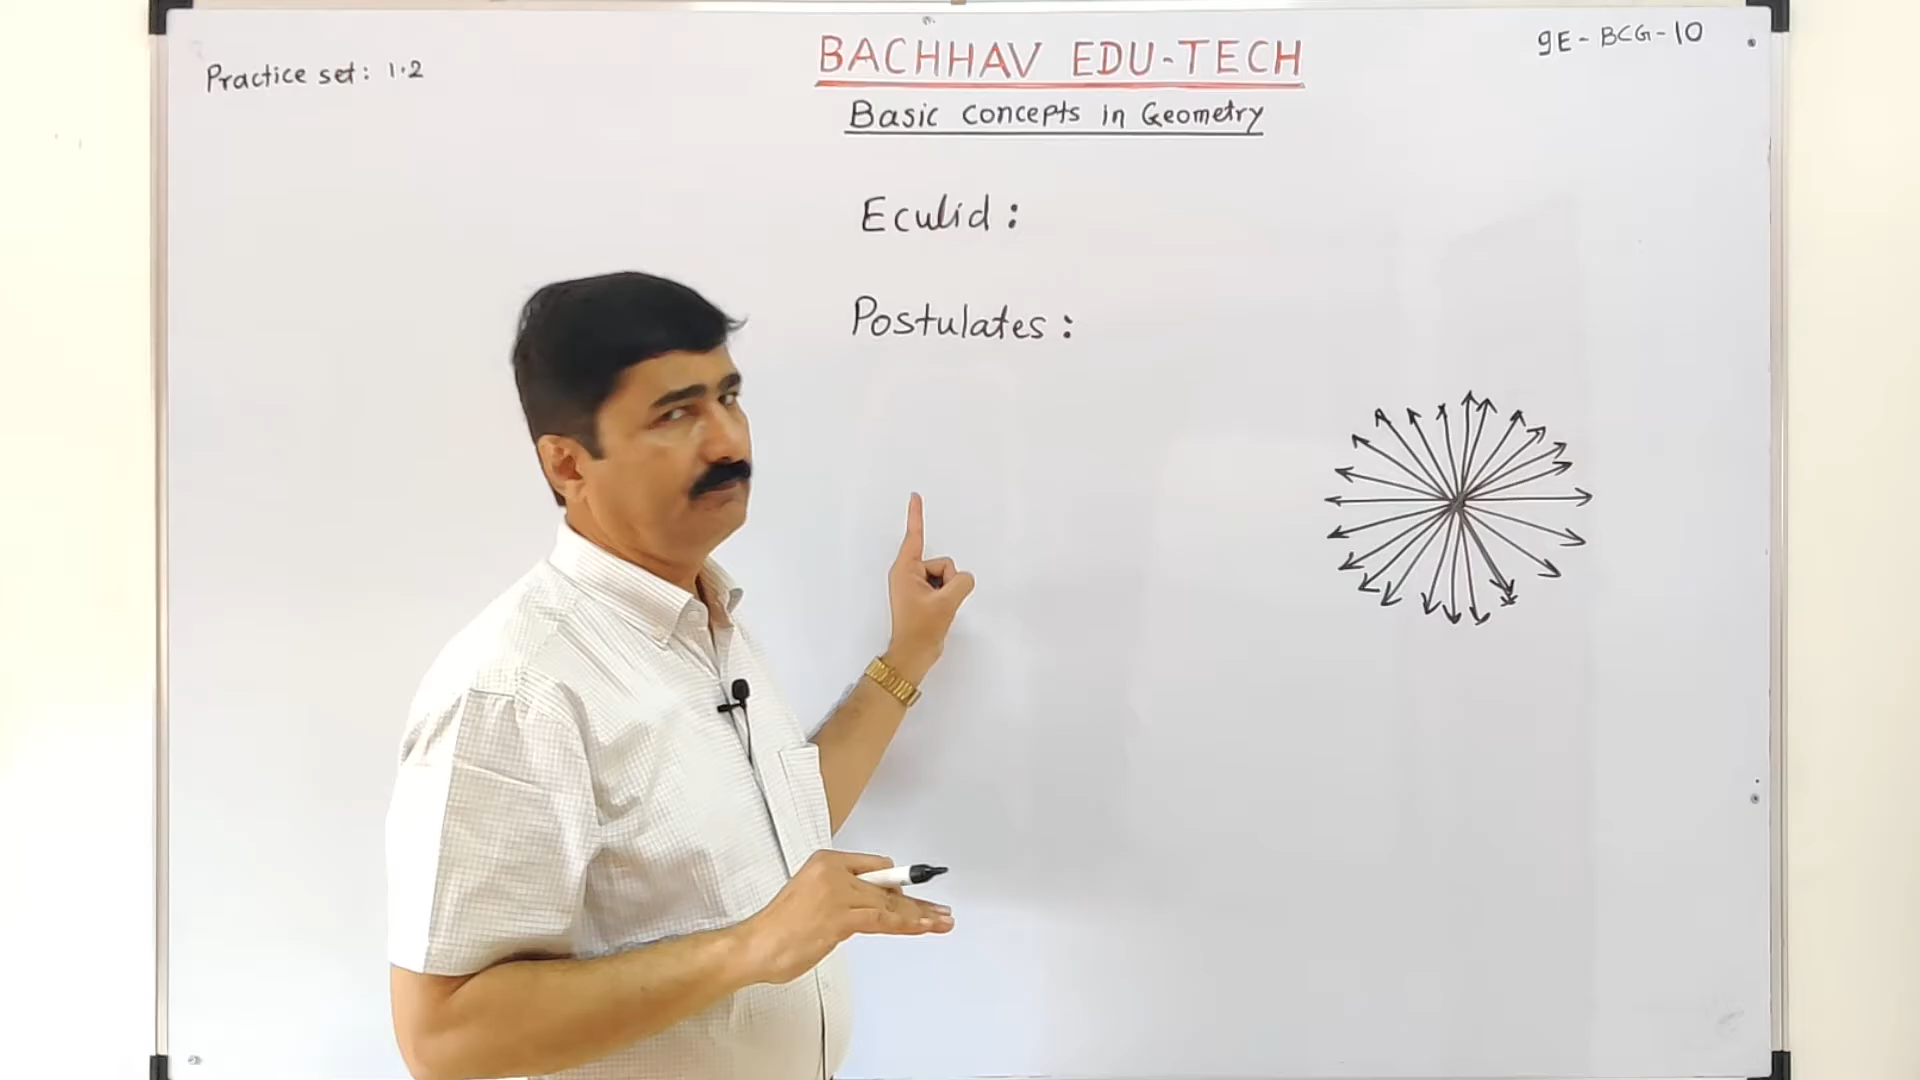 Practice set: 1.2
BACHHAV EDU-TECH
9E-BCG-10
Basic concepts in Geometry
Eculid:
Postulates: